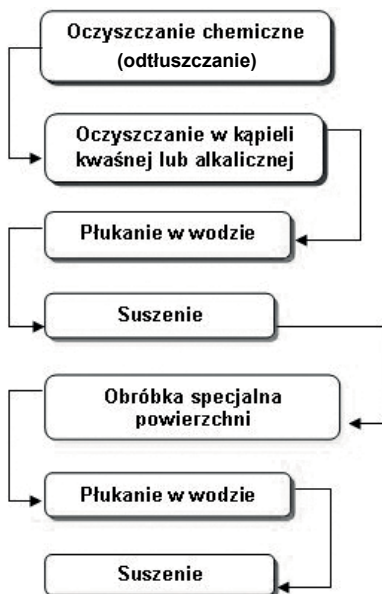 Oczyszczanie chemiczne
(odtłuszczanie)
Oczyszczanie w kąpieli
kwaśnej lub alkalicznej
Płukanie w wodzie
Suszenie
Obróbka specjalna
powierzchni
Płukanie w wodzie
Suszenie